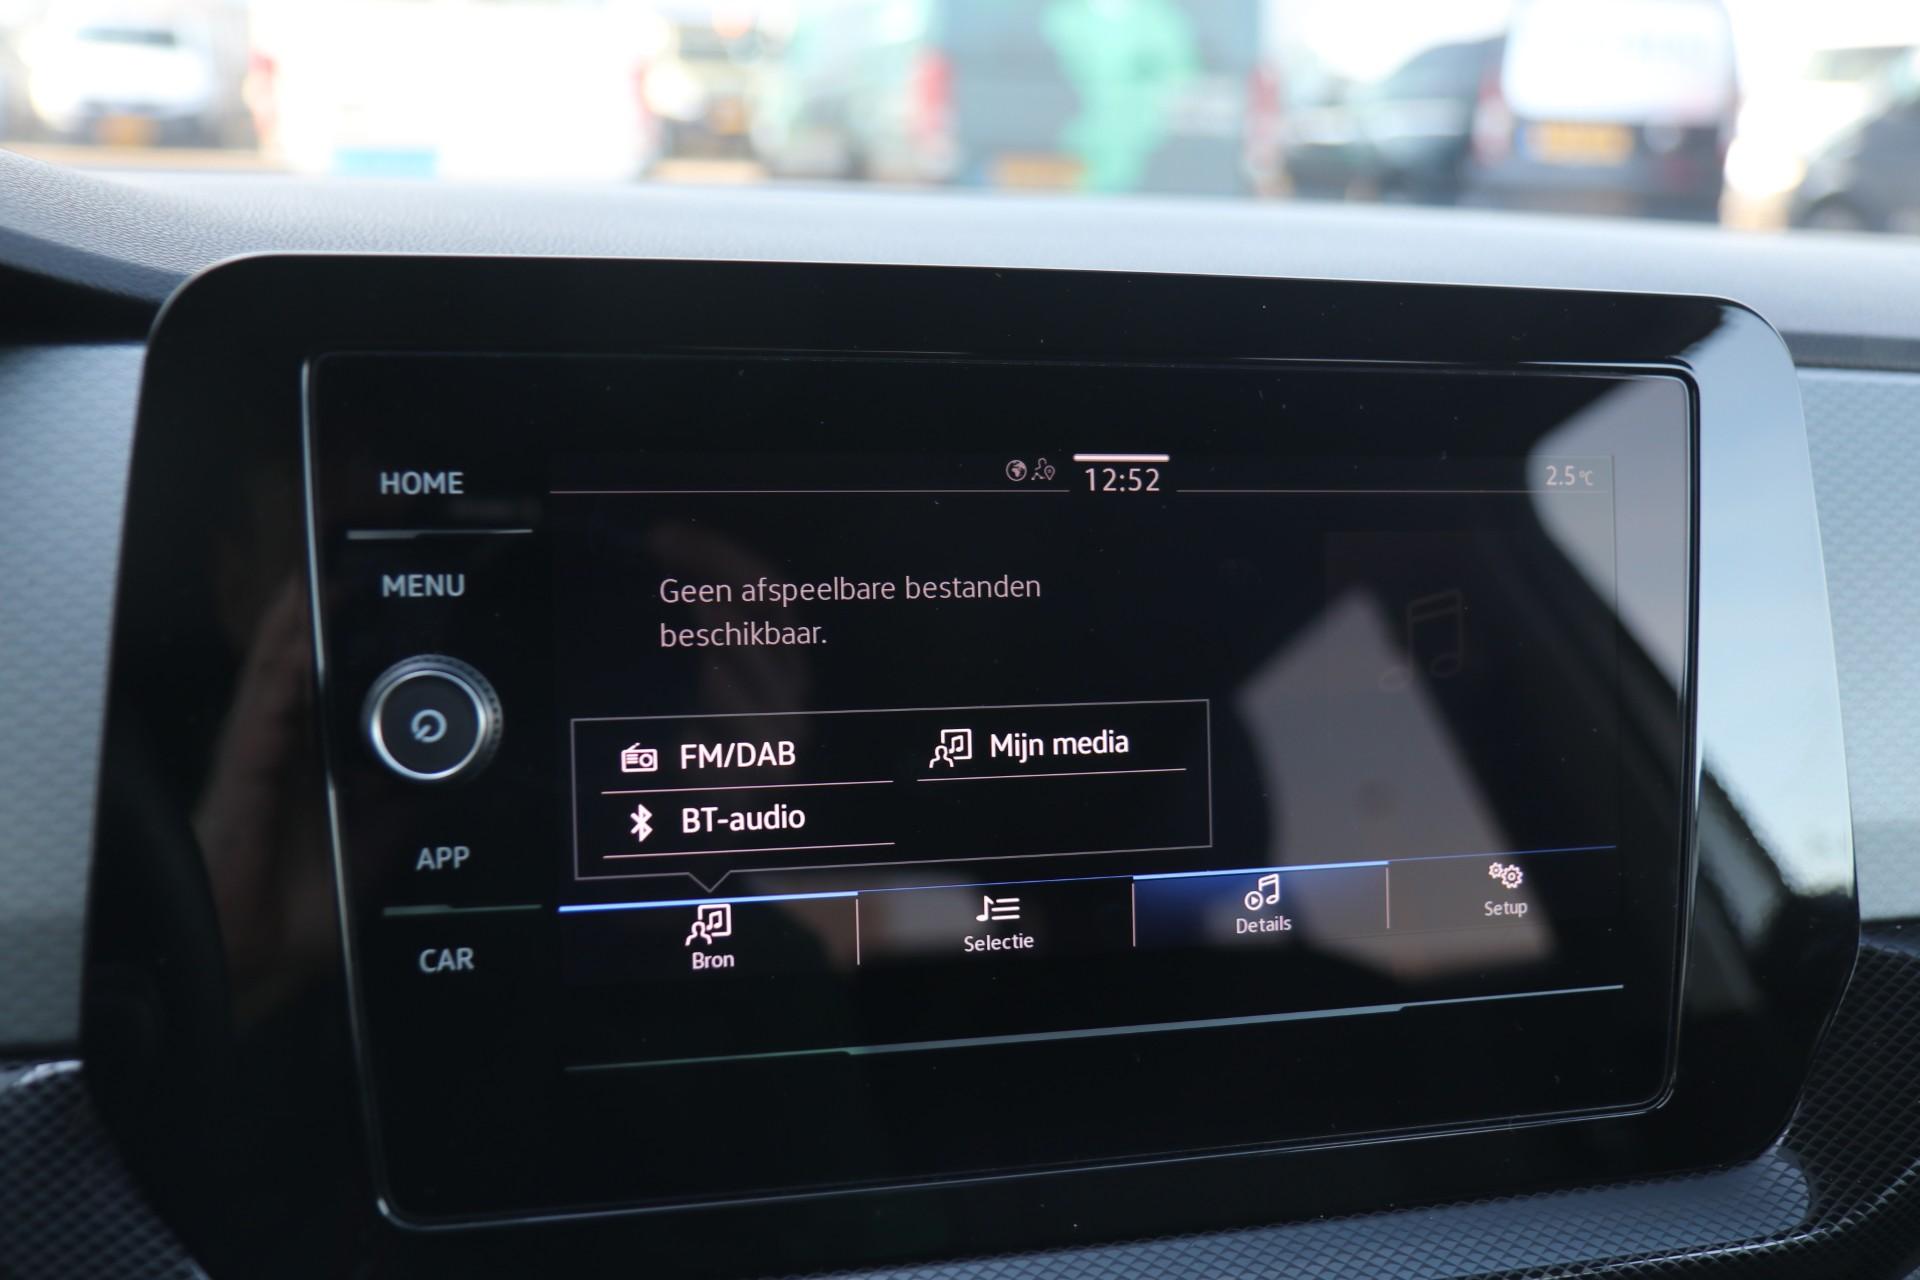 HOME
12:52
2.5°C
MENU
Geen afspeelbare bestanden
beschikbaar.
FM/DAB
Mijn media
BT-audio
APP
CAR
Bron
Selectie
Details
Setup